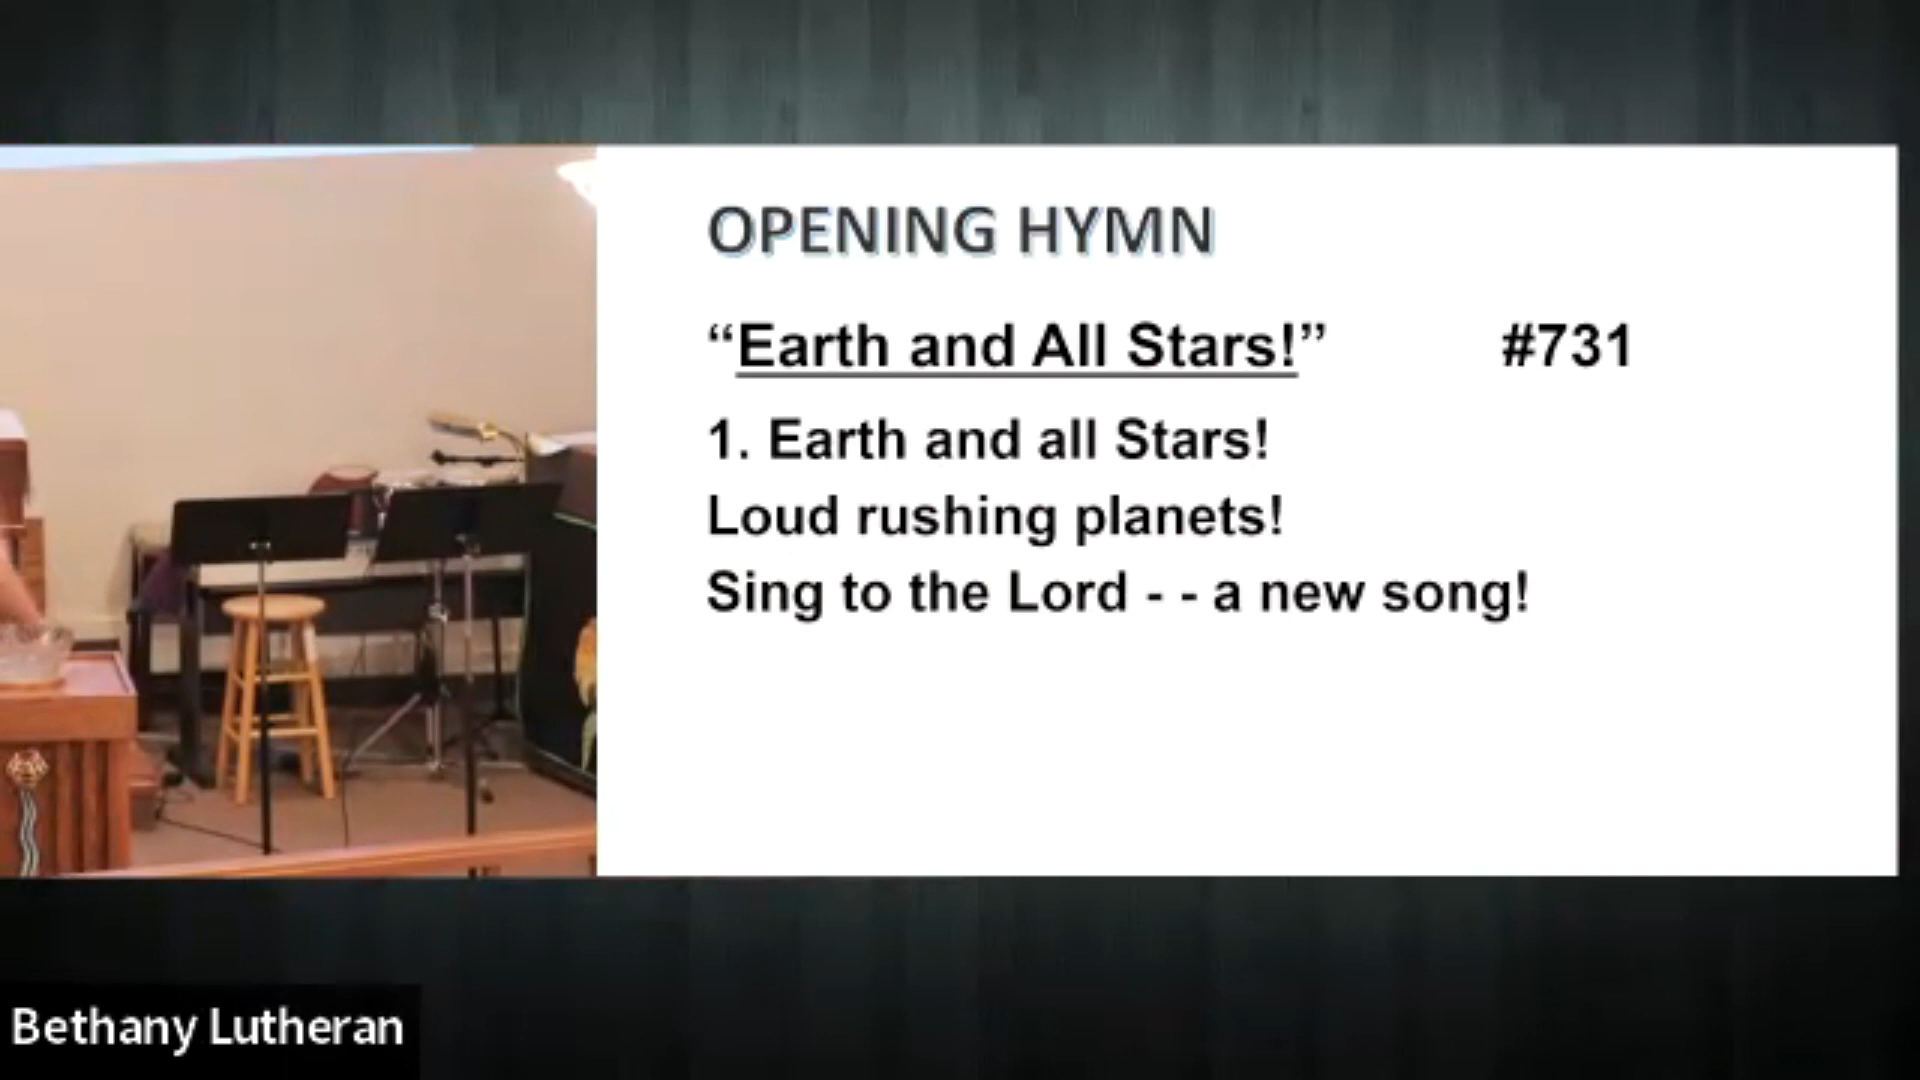 OPENING HYMN
“Earth and All Stars!” #731
1. Earth and all Stars!
Loud rushing planets!
Sing to the Lord - - a new song!
Bethany Lutheran